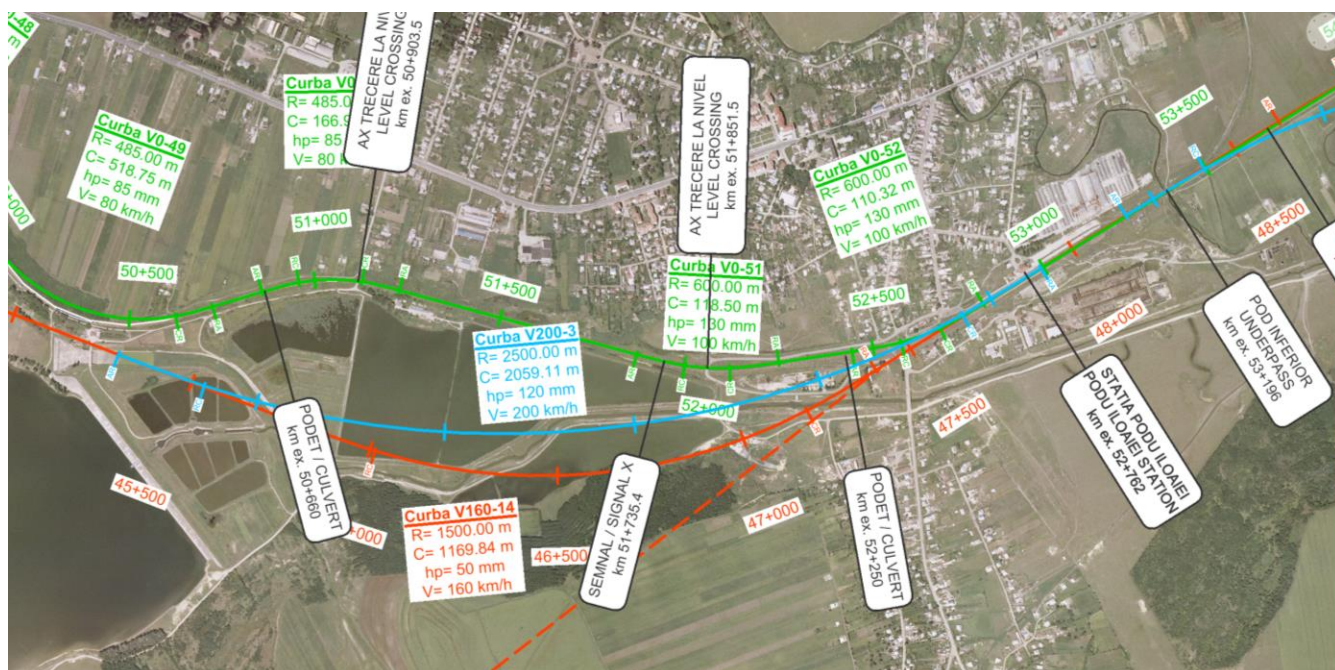 Curba V0-49
R= 485.00 m
C= 518.75 m
hp= 85 mm
V= 80 km/h
Curba V0
R= 485.0
C= 166.9
hp= 85
V= 80
AX TRECERE LA NIV
LEVEL CROSSING
km ex. 50+903.5
AX TRECERE LA NIVEL
LEVEL CROSSING
km ex. 51+851.5
Curba V0-52
R= 600.00 m
C= 110.32 m
hp= 130 mm
V= 100 km/h
53+500
51+000
50+500
51+500
Curba V0-51
R= 600.00 m
C= 118.50 m
hp= 130 mm
V= 100 km/h
52+500
53+000
48+500
48+000
Curba V200-3
R= 2500.00 m
C= 2059.11 m
hp= 120 mm
V= 200 km/h
52+000
47+500
POD INFERIOR
UNDERPASS
km ex. 53+196
STATIA PODU ILOAIEI
PODU ILOAIEI STATION
km ex. 52+762
PODET / CULVERT
km ex. 50+660
SEMNAL / SIGNAL X
km 51+735.4
PODET / CULVERT
km ex. 52+250
45+500
+000
Curba V160-14
R= 1500.00 m
C= 1169.84 m
hp= 50 mm
V= 160 km/h
46+500
47+000